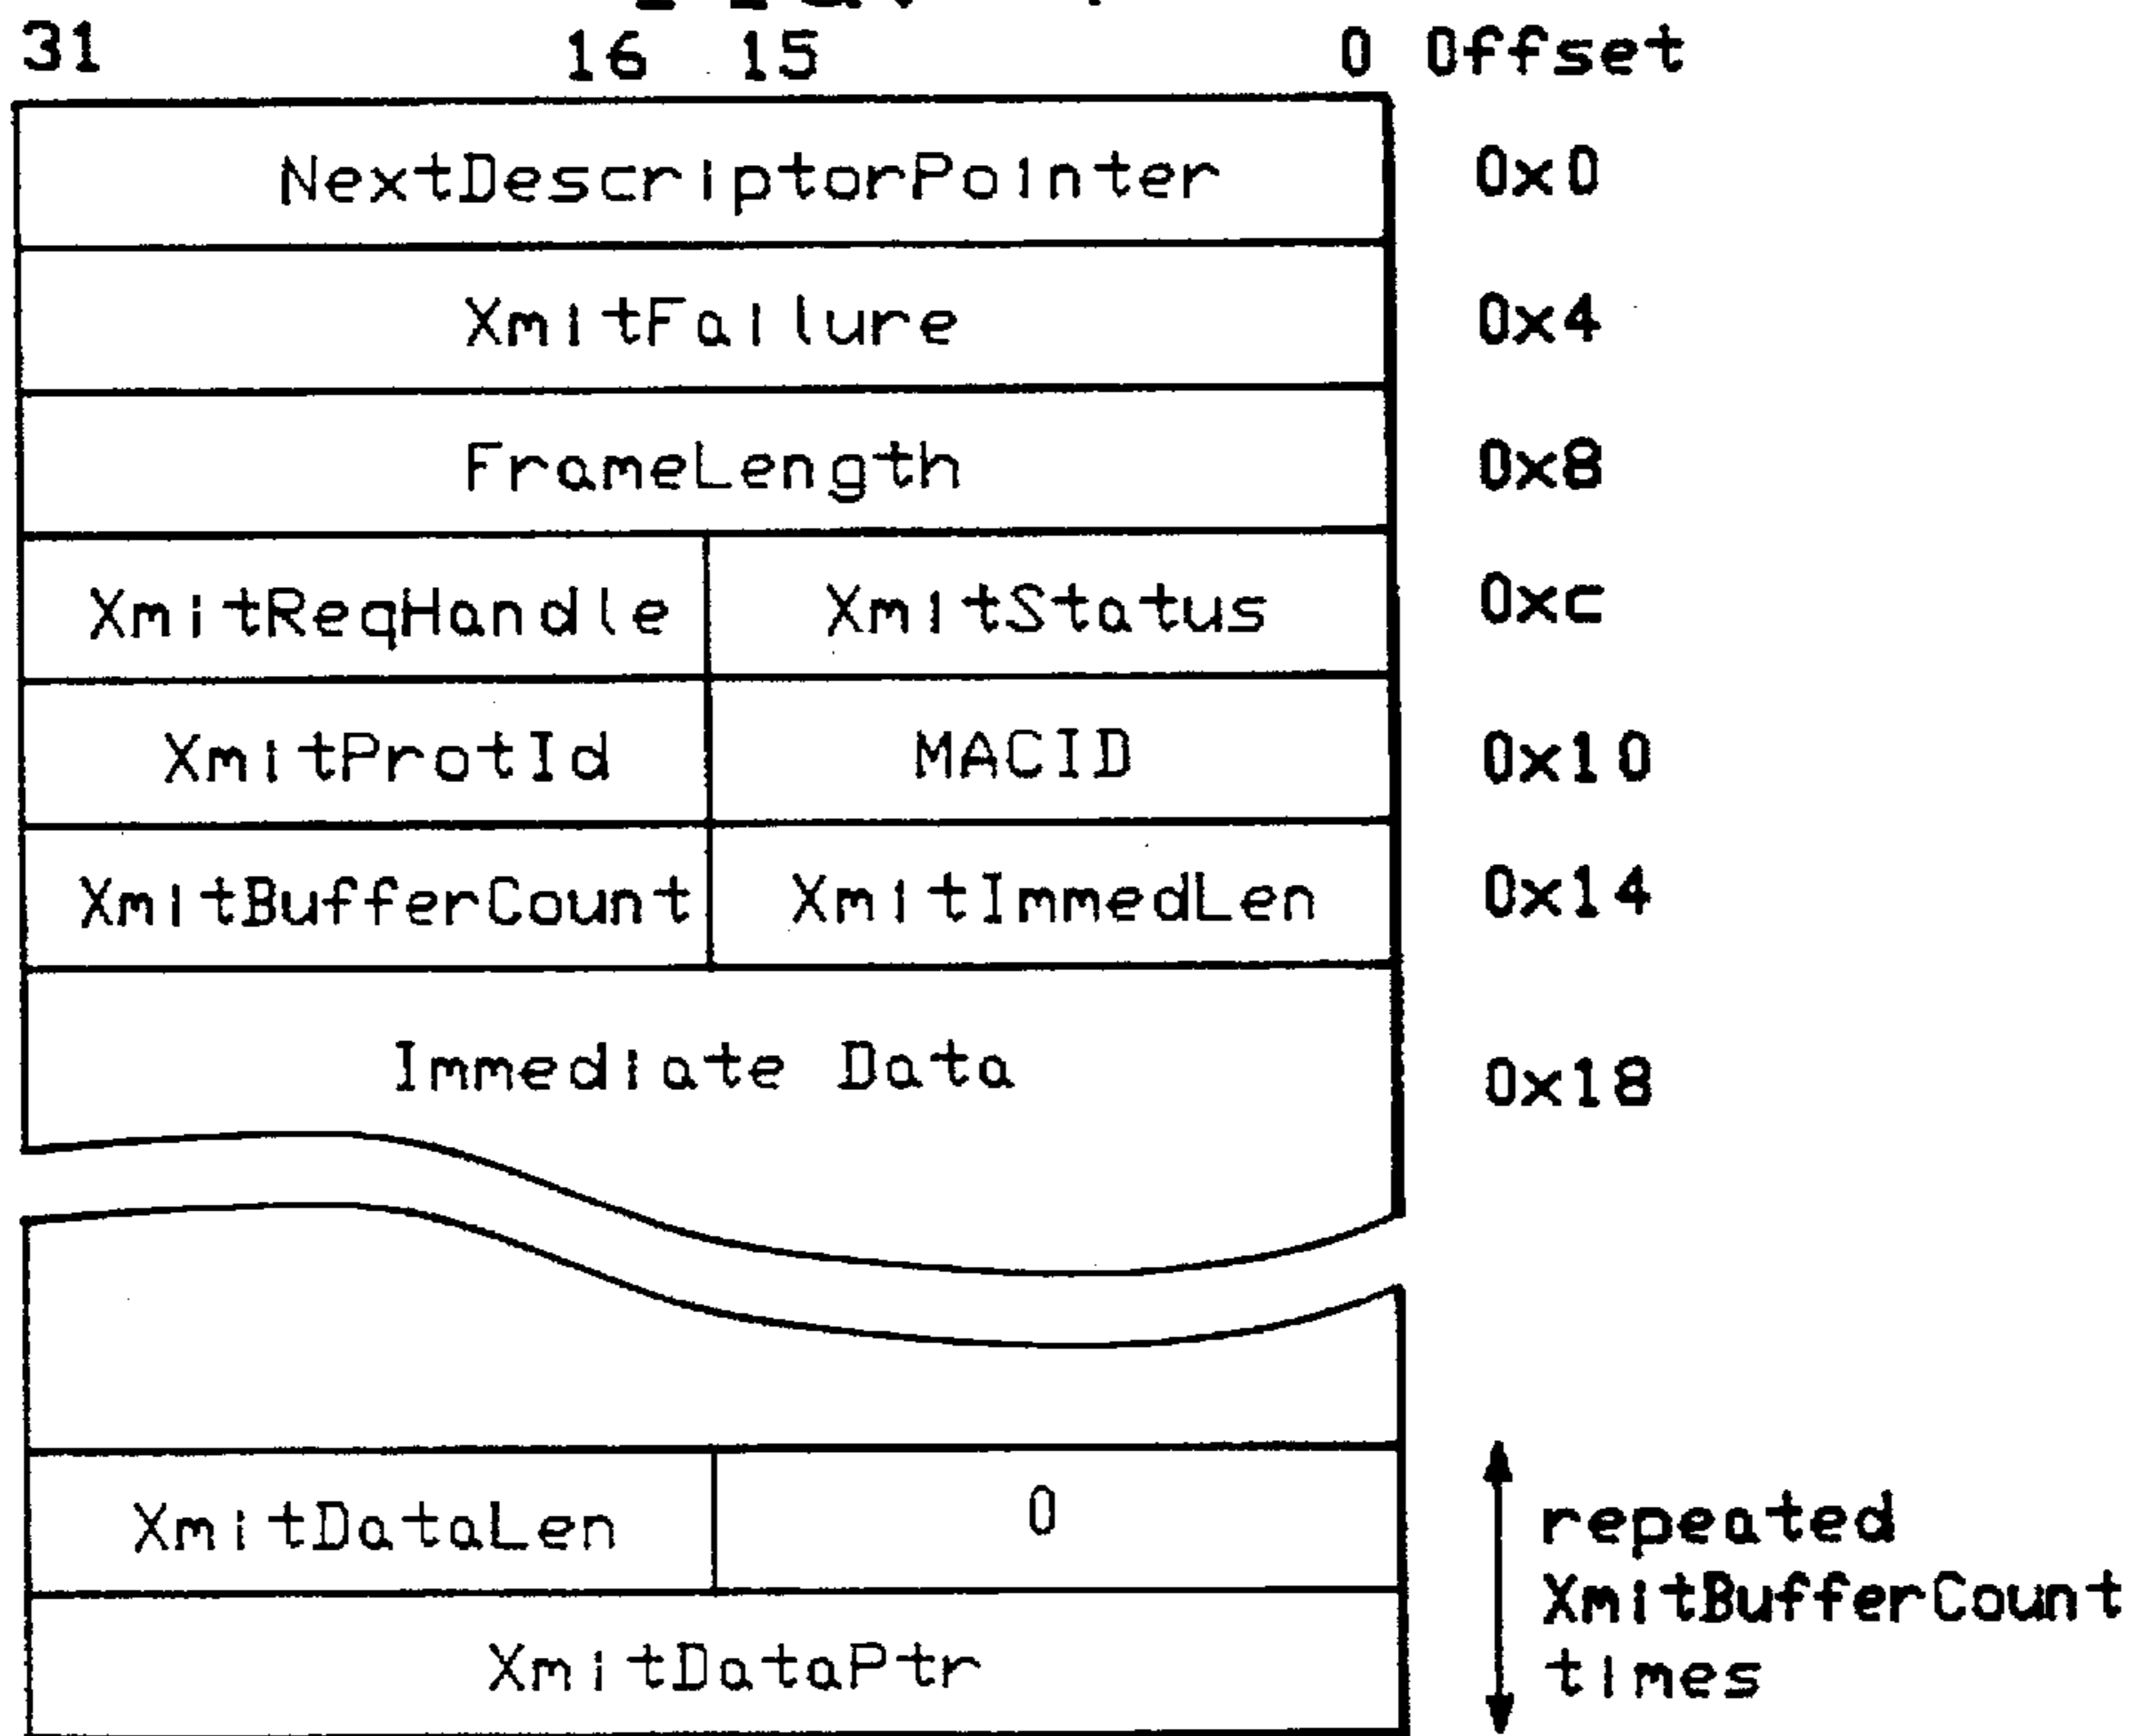 31 16 15 0 Offset
NextDescriptorPointer 0x0
XmitFailure 0x4
FrameLength 0x8
XmitReqHandle XmitStatus 0xc
XmitProtId MACID 0x10
XmitBufferCount XmitImmedLen 0x14
Immediate Data 0x18
XmitDataLen 0 repeated
XmitBufferCount
XmitDataPtr times